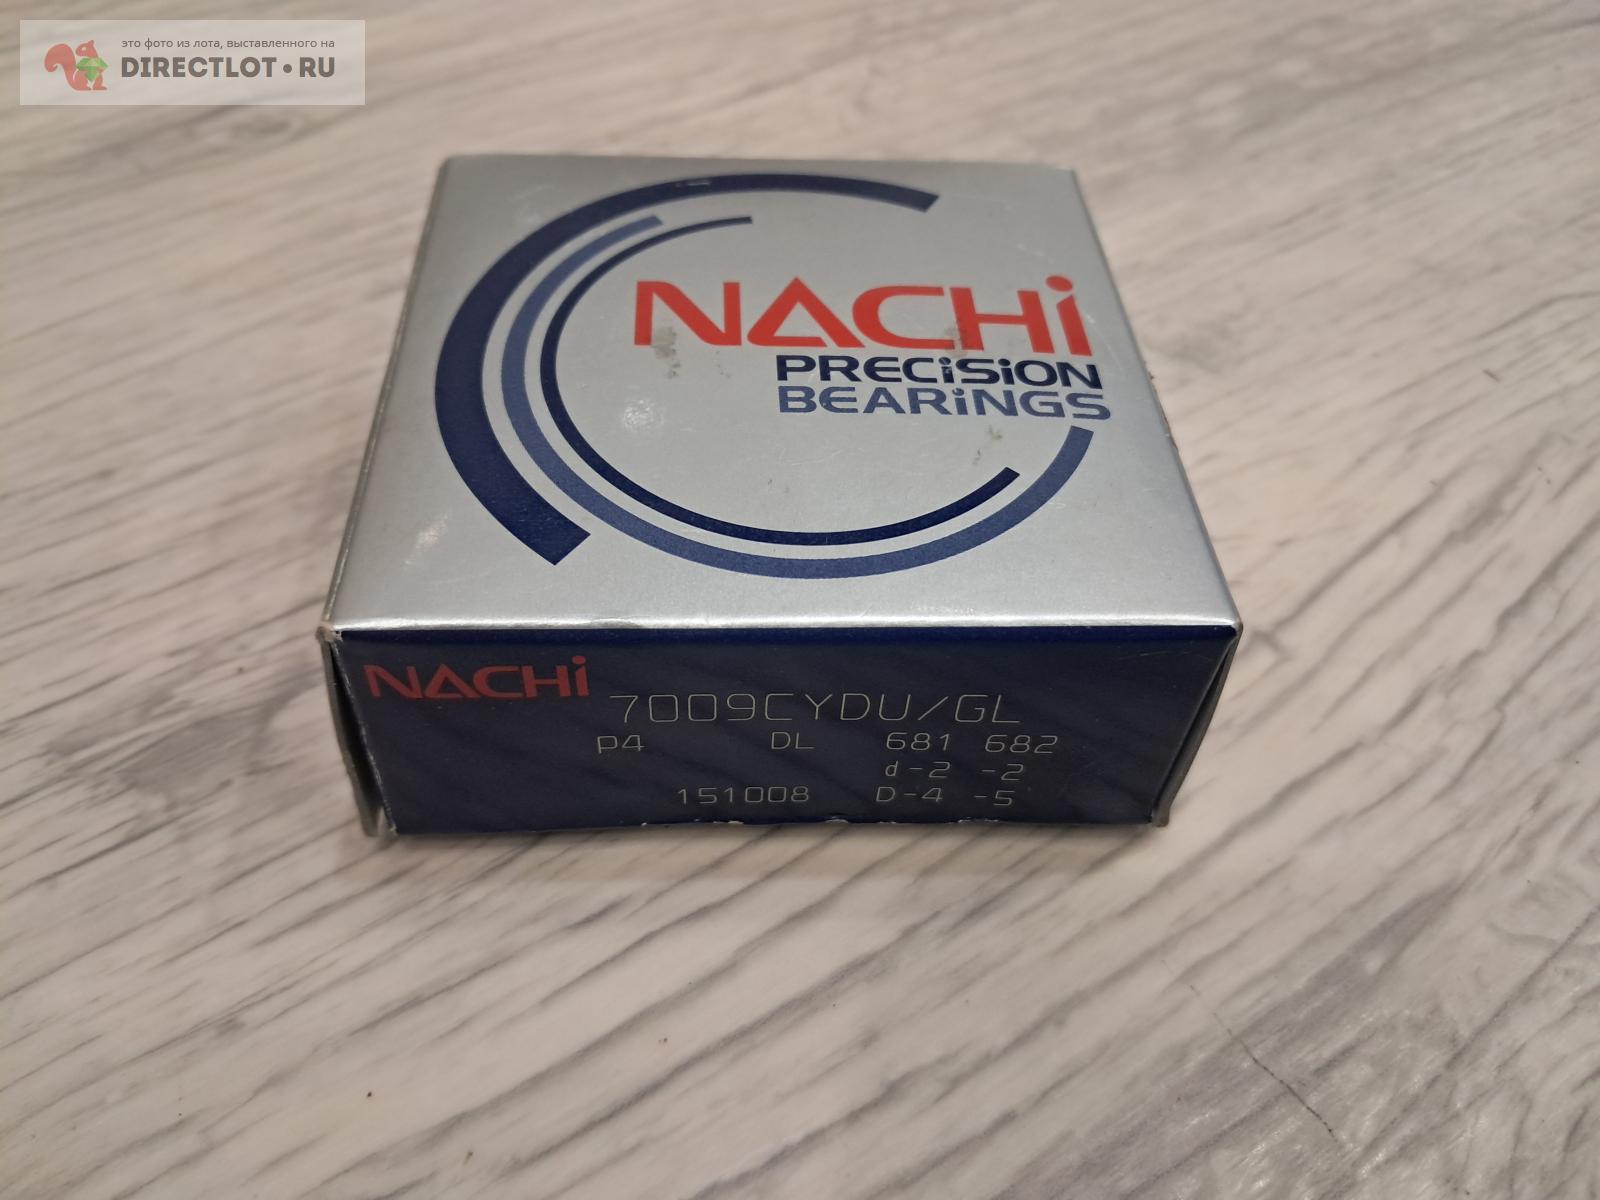 это фото из лота, выставленного на
DIRECTLOT•RU
NACHi
PRECiSiON
BEARiNGS
NACHi
7009CYDU/GL
P4 DL 681 682
d-2 -2
151008 D-4 -5